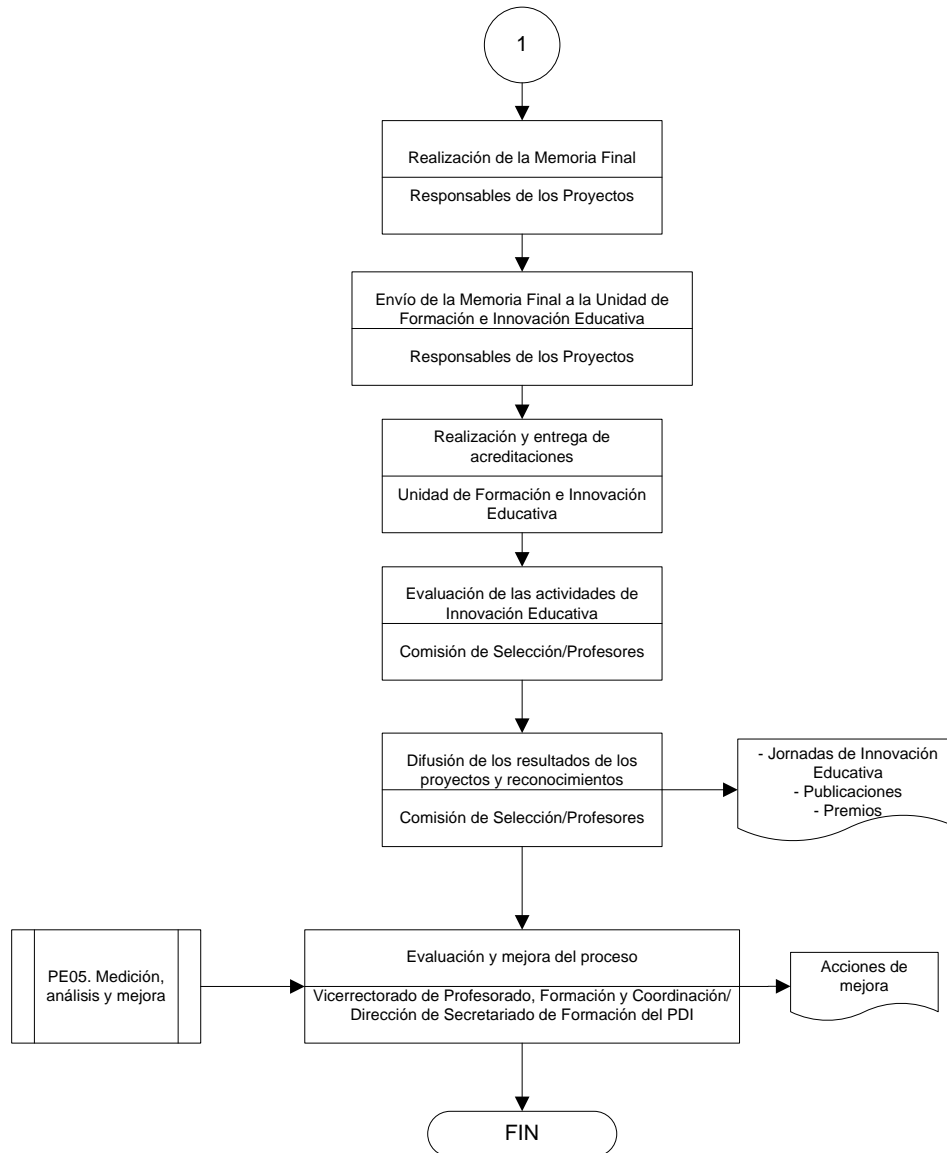 1
Realización de la Memoria Final
Responsables de los Proyectos
Envío de la Memoria Final a la Unidad de
Formación e Innovación Educativa
Responsables de los Proyectos
Realización y entrega de
acreditaciones
Unidad de Formación e Innovación
Educativa
Evaluación de las actividades de
Innovación Educativa
Comisión de Selección/Profesores
Difusión de los resultados de los
proyectos y reconocimientos
Comisión de Selección/Profesores
- Jornadas de Innovación
Educativa
- Publicaciones
- Premios
PE05. Medición,
análisis y mejora
Evaluación y mejora del proceso
Vicerrectorado de Profesorado, Formación y Coordinación/
Dirección de Secretariado de Formación del PDI
Acciones de
mejora
FIN